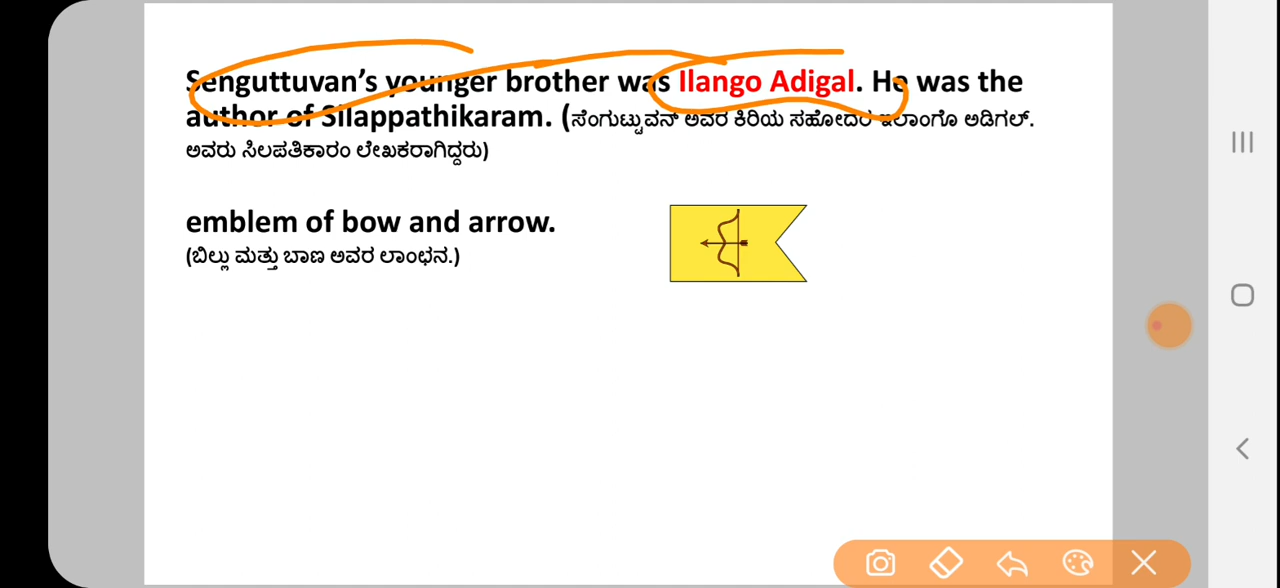 Senguttuvan's younger brother was Ilango Adigal. He was the
author of Silappathikaram. (ಸೆಂಗುಟ್ಟುವನ್ ಅವರ ಕಿರಿಯ ಸಹೋದರ ಇಲಾಂಗೊ ಅಡಿಗಲ್.
ಅವರು ಸಿಲಪತಿಕಾರಂ ಲೇಖಕರಾಗಿದ್ದರು)
emblem of bow and arrow.
(ಬಿಲ್ಲು ಮತ್ತು ಬಾಣ ಅವರ ಲಾಂಛನ.)